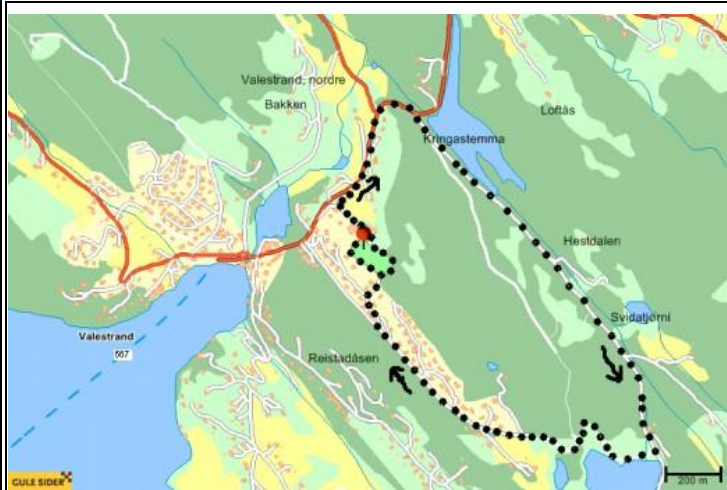 Valestrand, nordre
Bakken
Loftås
Kringastemma
Hestdalen
Svidatjørni
Valestrand
567
Reistadåsen
GULE SIDER
200 m